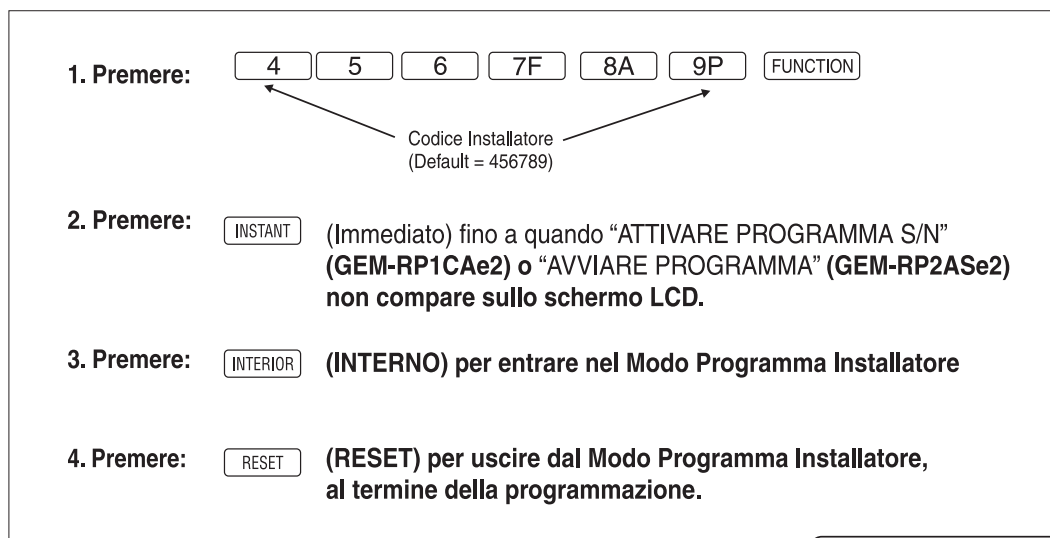 1. Premere: 4 5 6 7F 8A 9P FUNCTION
Codice Installatore
(Default = 456789)
2. Premere: INSTANT (Immediato) fino a quando “ATTIVARE PROGRAMMA S/N”
(GEM-RP1CAe2) o “AVVIARE PROGRAMMA” (GEM-RP2ASe2)
non compare sullo schermo LCD.
3. Premere: INTERIOR (INTERNO) per entrare nel Modo Programma Installatore
4. Premere: RESET (RESET) per uscire dal Modo Programma Installatore,
al termine della programmazione.